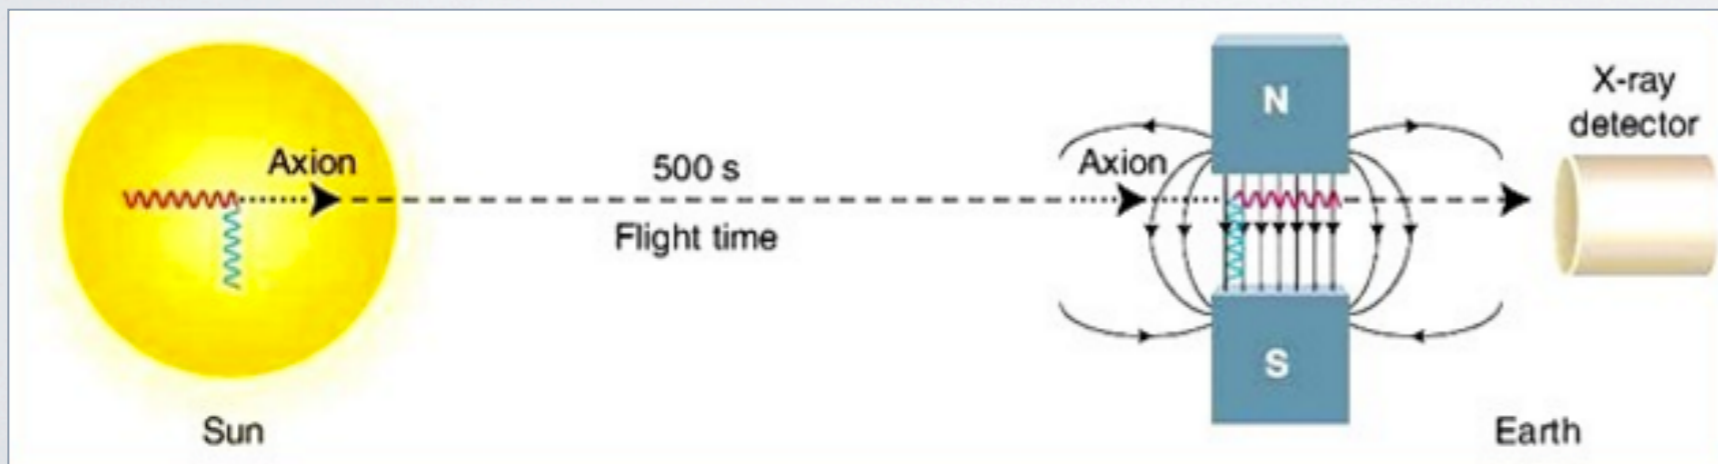 Axion
500 s
Flight time
Sun
Axion
N
S
X-ray
detector
Earth